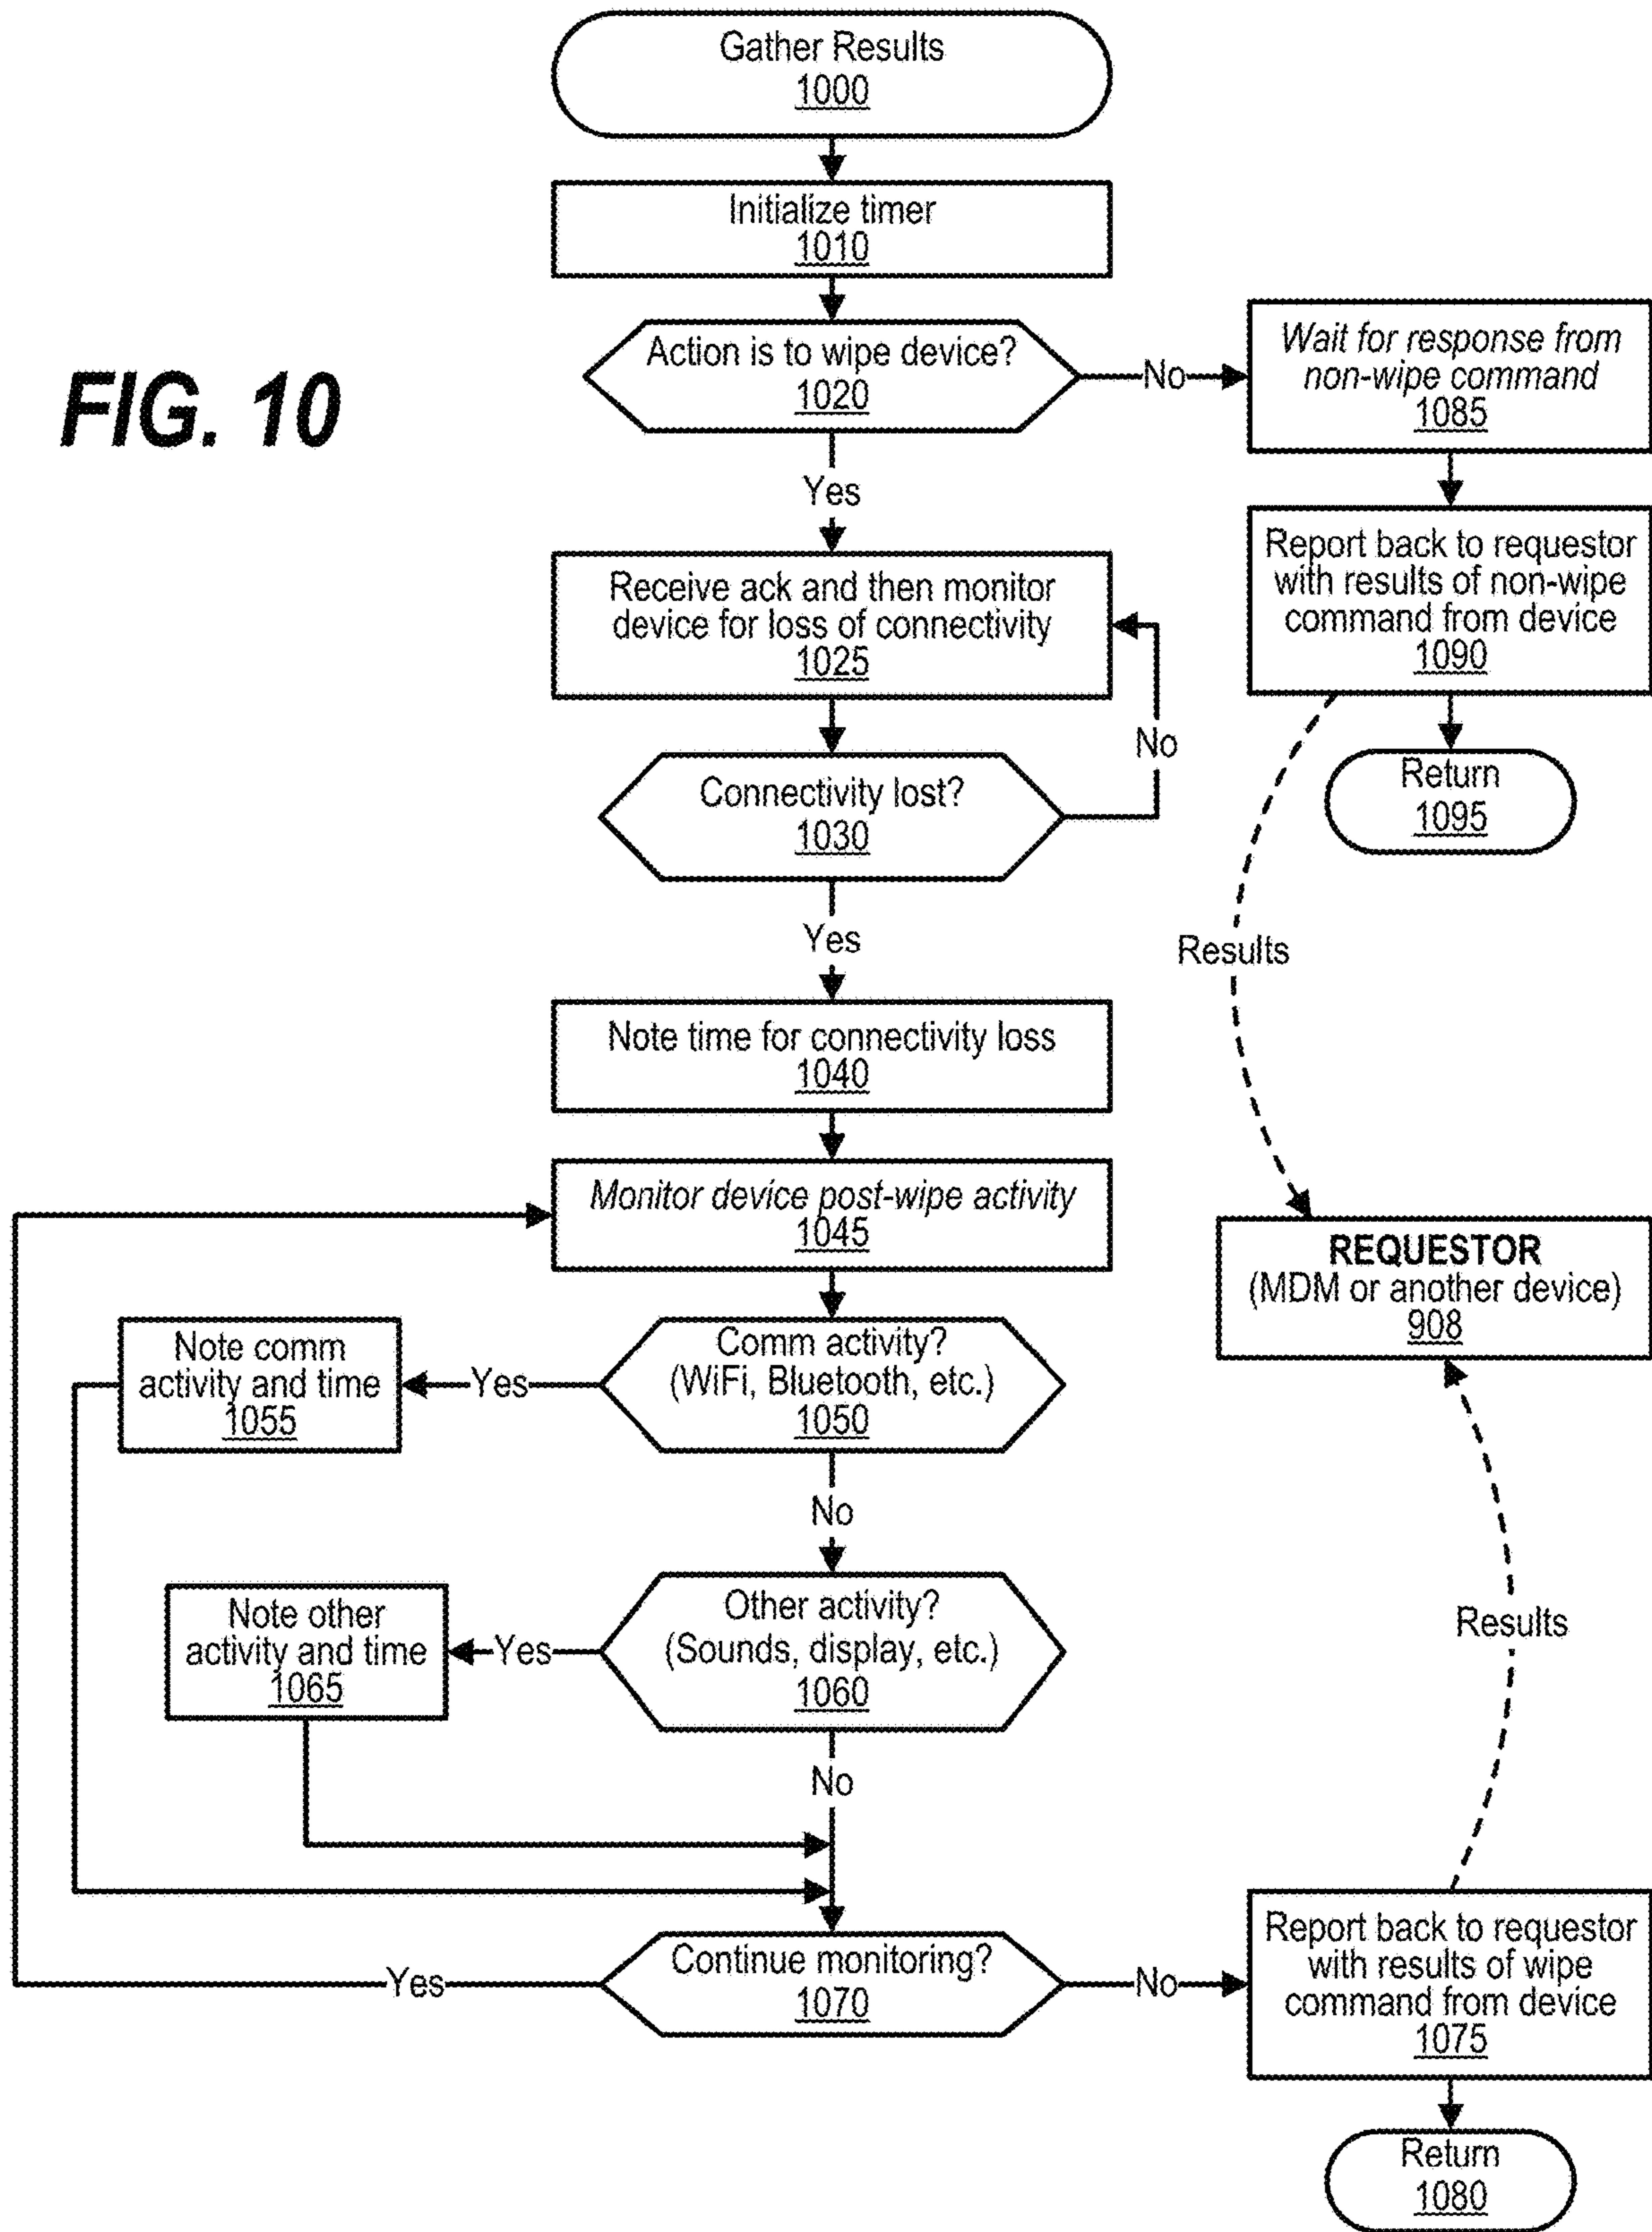 Gather Results
1000
Initialize timer
1010
FIG. 10
Action is to wipe device?
1020
No
Wait for response from
non-wipe command
1085
Yes
Report back to requestor
with results of non-wipe
command from device
1090
Receive ack and then monitor
device for loss of connectivity
1025
No
Return
1095
Connectivity lost?
1030
Yes
Results
Note time for connectivity loss
1040
Monitor device post-wipe activity
1045
REQUESTOR
(MDM or another device)
908
Note comm
activity and time
1055
Yes
Comm activity?
(WiFi, Bluetooth, etc.)
1050
No
Note other
activity and time
1065
Yes
Other activity?
(Sounds, display, etc.)
1060
Results
No
Yes
Continue monitoring?
1070
No
Report back to requestor
with results of wipe
command from device
1075
Return
1080